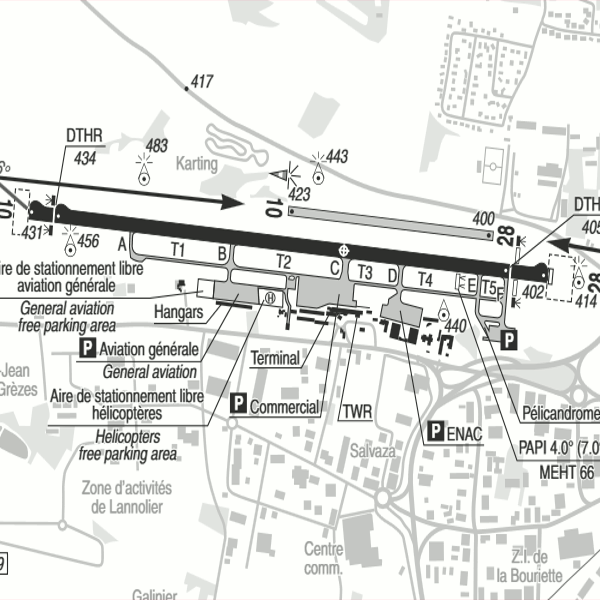 417
DTHR
434
483
Karting
443
423
10
400
28
DTH
405
6°
10
431
456
A
T1
B
T2
C
T3
D
T4
E
T5
F
402
414
28
ire de stationnement libre
aviation générale
General aviation
free parking area
Hangars
H
440
P
P Aviation générale
General aviation
Terminal
Jean
Grèzes
Aire de stationnement libre
hélicoptères
Helicopters
free parking area
P Commercial
TWR
P ENAC
Pélicandrome
PAPI 4.0° (7.0
MEHT 66
Salvaza
Zone d'activités
de Lannolier
Centre
comm.
Z.I. de
la Bouriette
9
Galinier